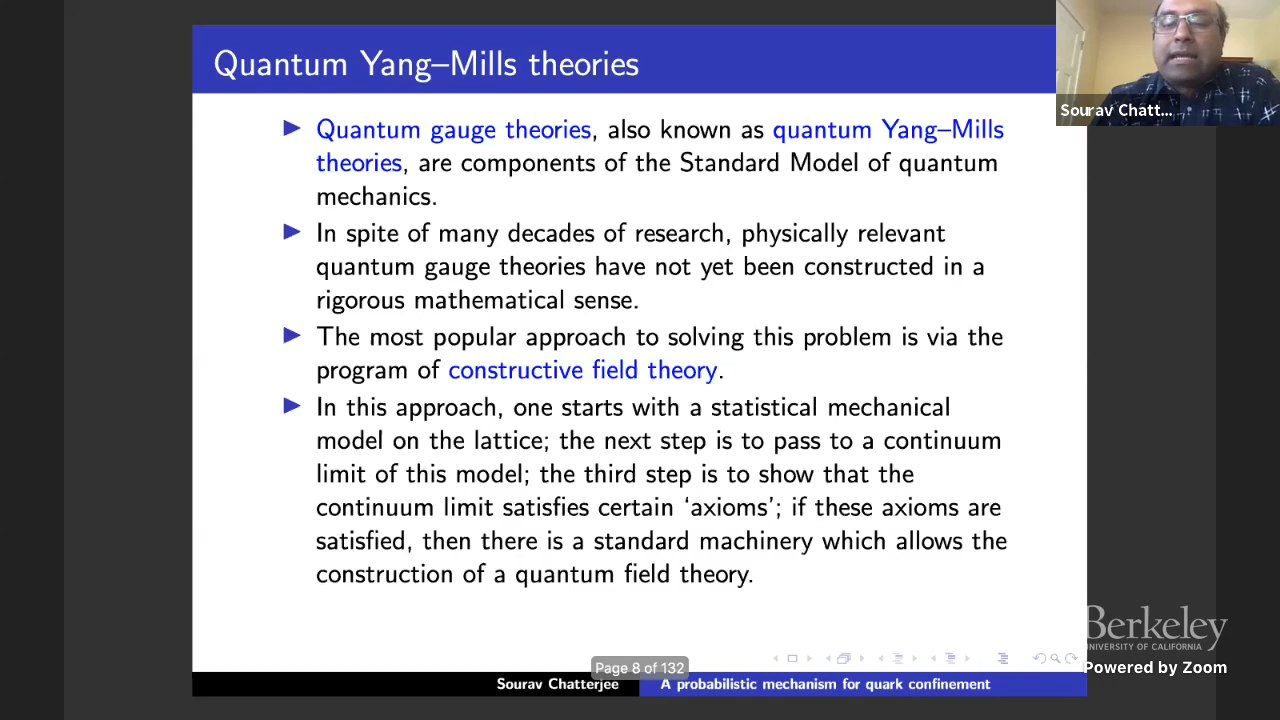 Quantum Yang–Mills theories
▶ Quantum gauge theories, also known as quantum Yang–Mills
theories, are components of the Standard Model of quantum
mechanics.
▶ In spite of many decades of research, physically relevant
quantum gauge theories have not yet been constructed in a
rigorous mathematical sense.
▶ The most popular approach to solving this problem is via the
program of constructive field theory.
▶ In this approach, one starts with a statistical mechanical
model on the lattice; the next step is to pass to a continuum
limit of this model; the third step is to show that the
continuum limit satisfies certain ‘axioms’; if these axioms are
satisfied, then there is a standard machinery which allows the
construction of a quantum field theory.
Page 8 of 132
Sourav Chatterjee
A probabilistic mechanism for quark confinement
Sourav Chatt...
Berkeley
UNIVERSITY OF CALIFORNIA
Powered by Zoom